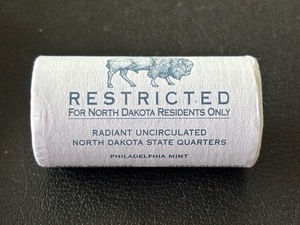 RESTRICTED
FOR NORTH DAKOTA RESIDENTS ONLY
RADIANT UNCIRCULATED
NORTH DAKOTA STATE QUARTERS
PHILADELPHIA MINT